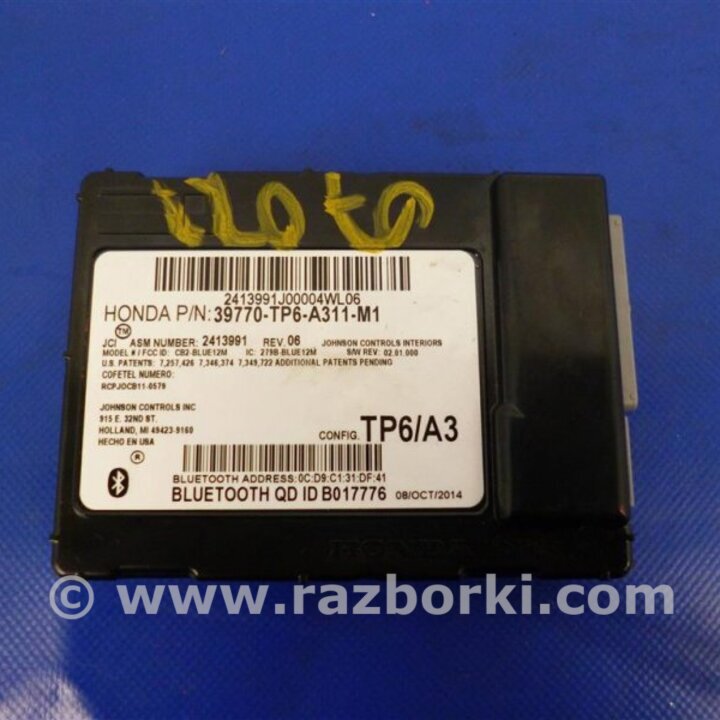 2413991J00004WL06
HONDA P/N: 39770-TP6-A311-M1
JCI TM ASM NUMBER: 2413991 REV. 06 JOHNSON CONTROLS INTERIORS
MODEL # / FCC ID: CB2-BLUE12M IC: 279B-BLUE12M S/W REV: 02.01.000
U.S. PATENTS: 7,257,426 7,346,374 7,349,722 ADDITIONAL PATENTS PENDING
COFETEL NUMERO:
RCPJOCB11-0579
JOHNSON CONTROLS INC
915 E. 32ND ST.
HOLLAND, MI 49423-9160
HECHO EN USA
CONFIG. TP6/A3
®
BLUETOOTH ADDRESS:0C:D9:C1:31:DF:41
BLUETOOTH QD ID B017776 08/OCT/2014
© www.razborki.com